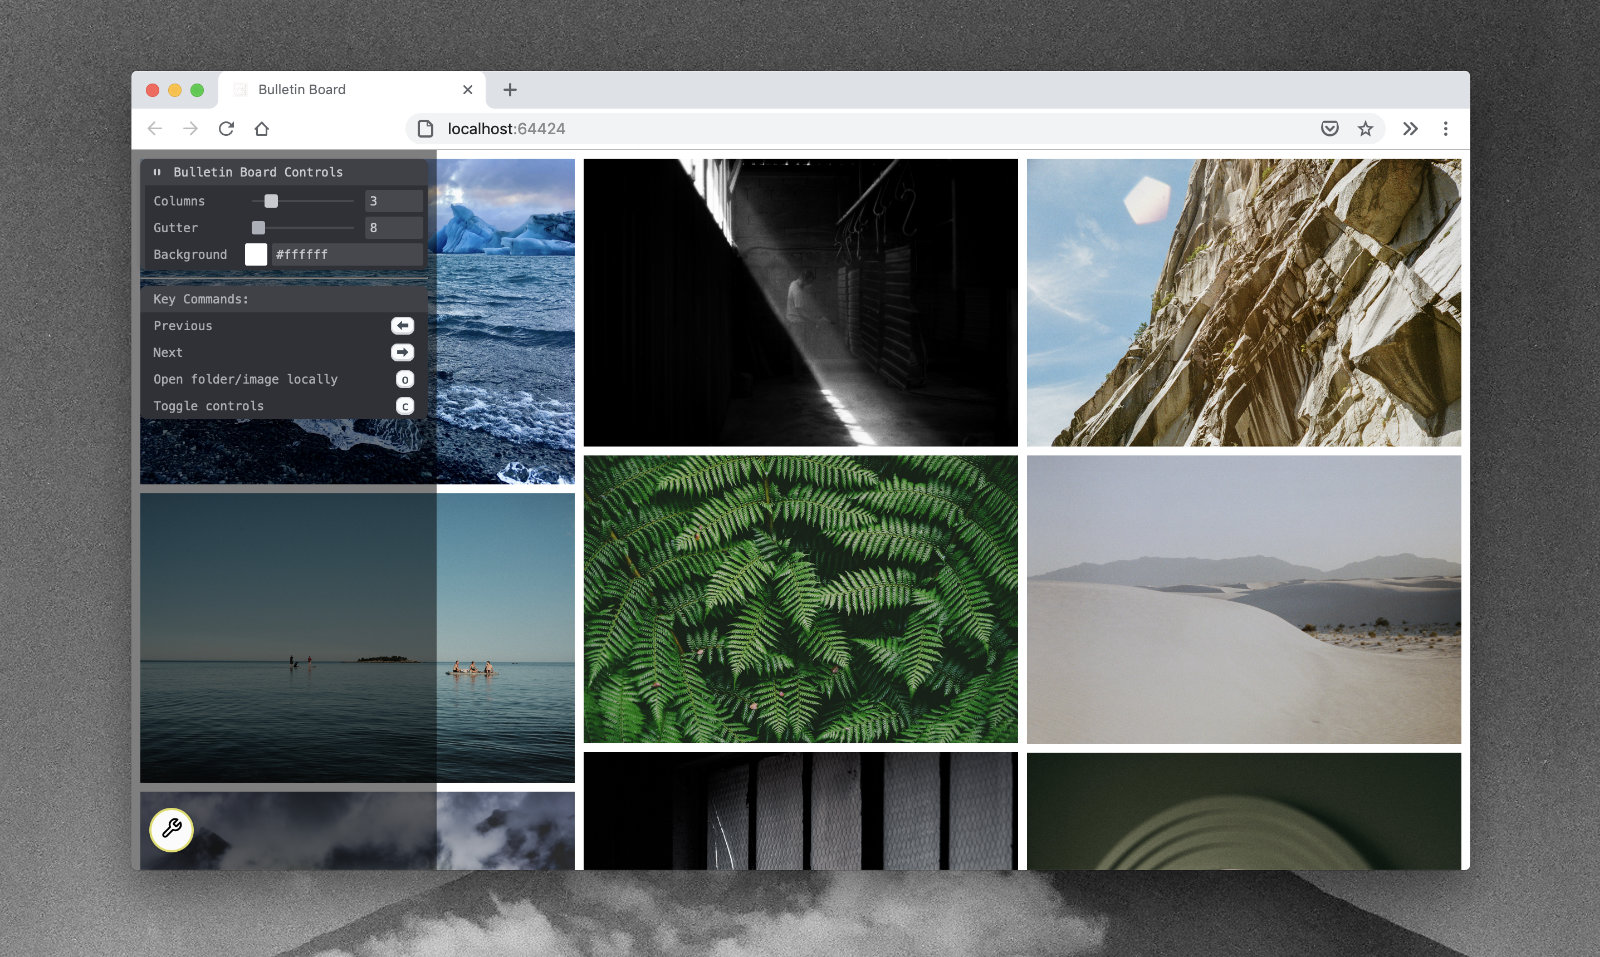 Bulletin Board
localhost:64424
Bulletin Board Controls
Columns 3
Gutter 8
Background #ffffff
Key Commands:
Previous
Next
Open folder/image locally o
Toggle controls c